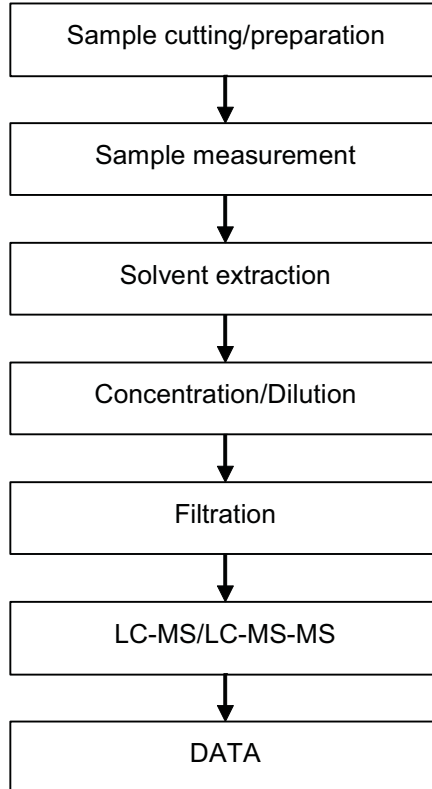 Sample cutting/preparation
Sample measurement
Solvent extraction
Concentration/Dilution
Filtration
LC-MS/LC-MS-MS
DATA